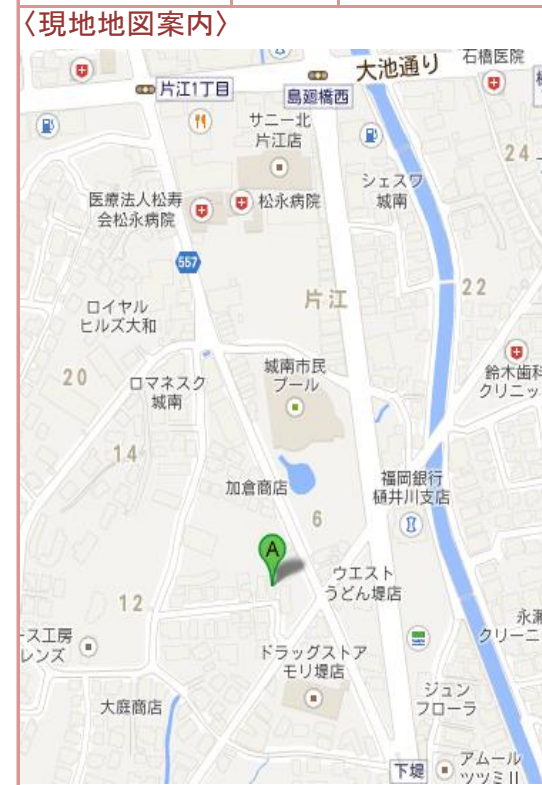 〈現地地図案内〉
石橋医院
大池通り
片江1丁目
島廻橋西
サニー北
片江店
24
シェスワ
城南
医療法人松寿
会松永病院
松永病院
557
22
片江
ロイヤル
ヒルズ大和
城南市民
プール
鈴木歯科
クリニッ
20
ロマネスク
城南
14
福岡銀行
樋井川支店
加倉商店
6
A
ウエスト
うどん堤店
12
永瀬
クリーニ
ース工房
レンズ
ドラッグストア
モリ堤店
大庭商店
ジュン
フローラ
下堤
アムール
ツツミII